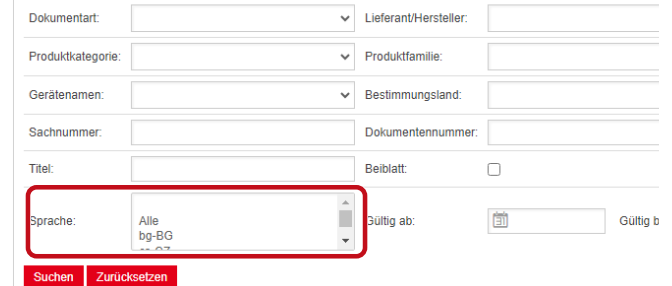 Dokumentart: Lieferant/Hersteller:
Produktkategorie: Produktfamilie:
Gerätenamen: Bestimmungsland:
Sachnummer: Dokumentennummer:
Titel: Beiblatt:
Sprache: Alle Gültig ab: Gültig b
bg-BG
Suchen Zurücksetzen